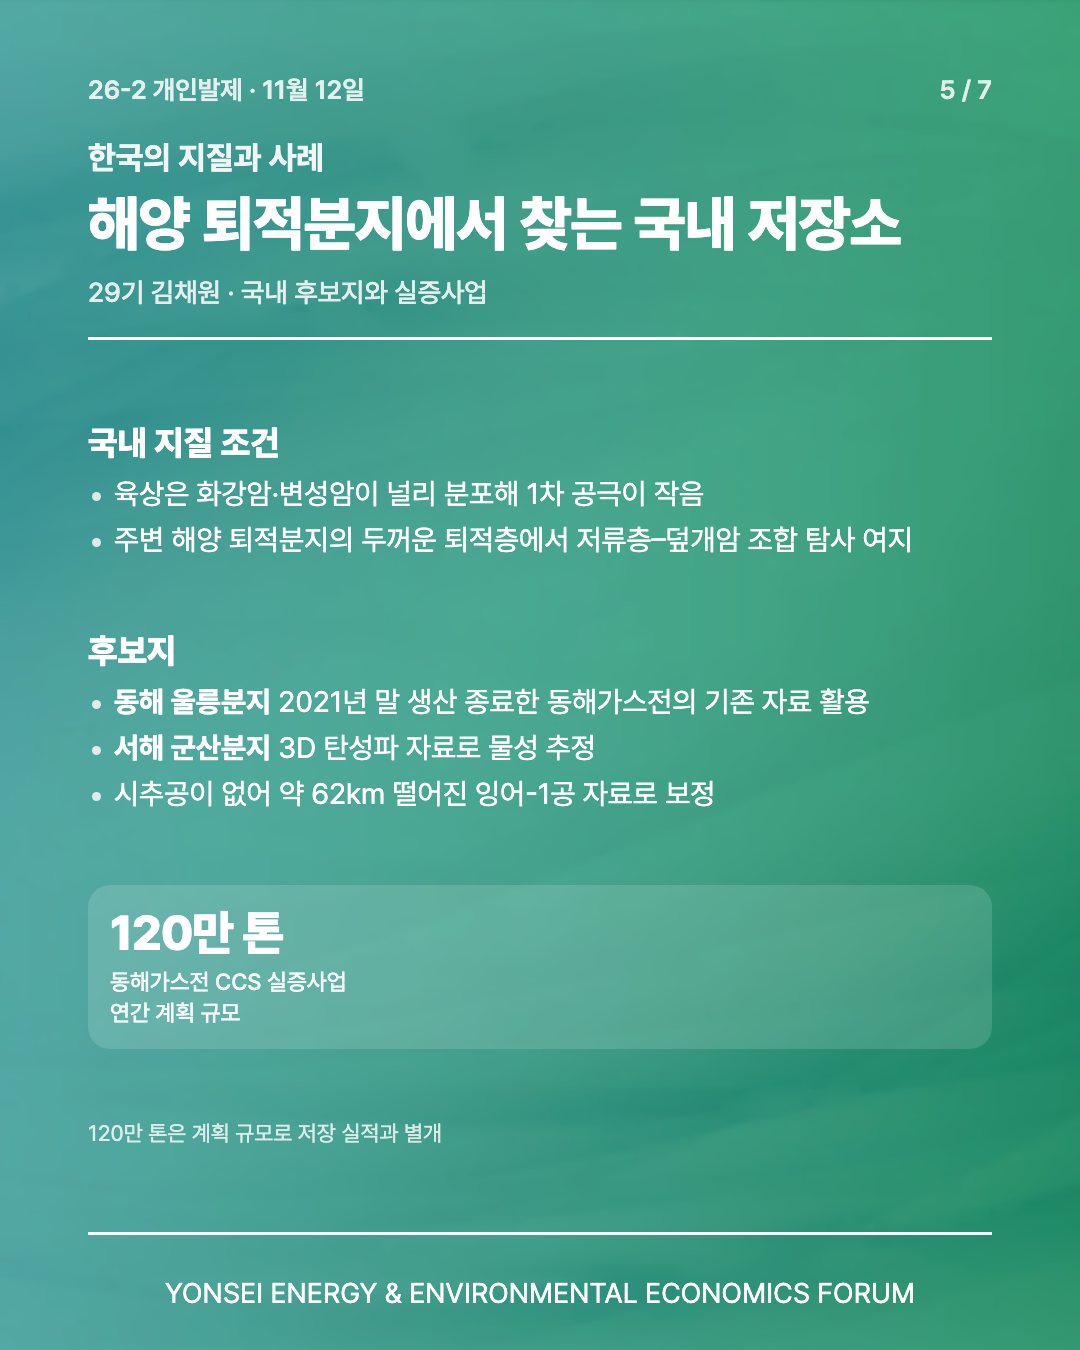 26-2 개인발제 · 11월 12일
5 / 7
한국의 지질과 사례
해양 퇴적분지에서 찾는 국내 저장소
29기 김채원 · 국내 후보지와 실증사업
국내 지질 조건
• 육상은 화강암·변성암이 널리 분포해 1차 공극이 작음
• 주변 해양 퇴적분지의 두꺼운 퇴적층에서 저류층–덮개암 조합 탐사 여지
후보지
• 동해 울릉분지 2021년 말 생산 종료한 동해가스전의 기존 자료 활용
• 서해 군산분지 3D 탄성파 자료로 물성 추정
• 시추공이 없어 약 62km 떨어진 잉어-1공 자료로 보정
120만 톤
동해가스전 CCS 실증사업
연간 계획 규모
120만 톤은 계획 규모로 저장 실적과 별개
YONSEI ENERGY & ENVIRONMENTAL ECONOMICS FORUM